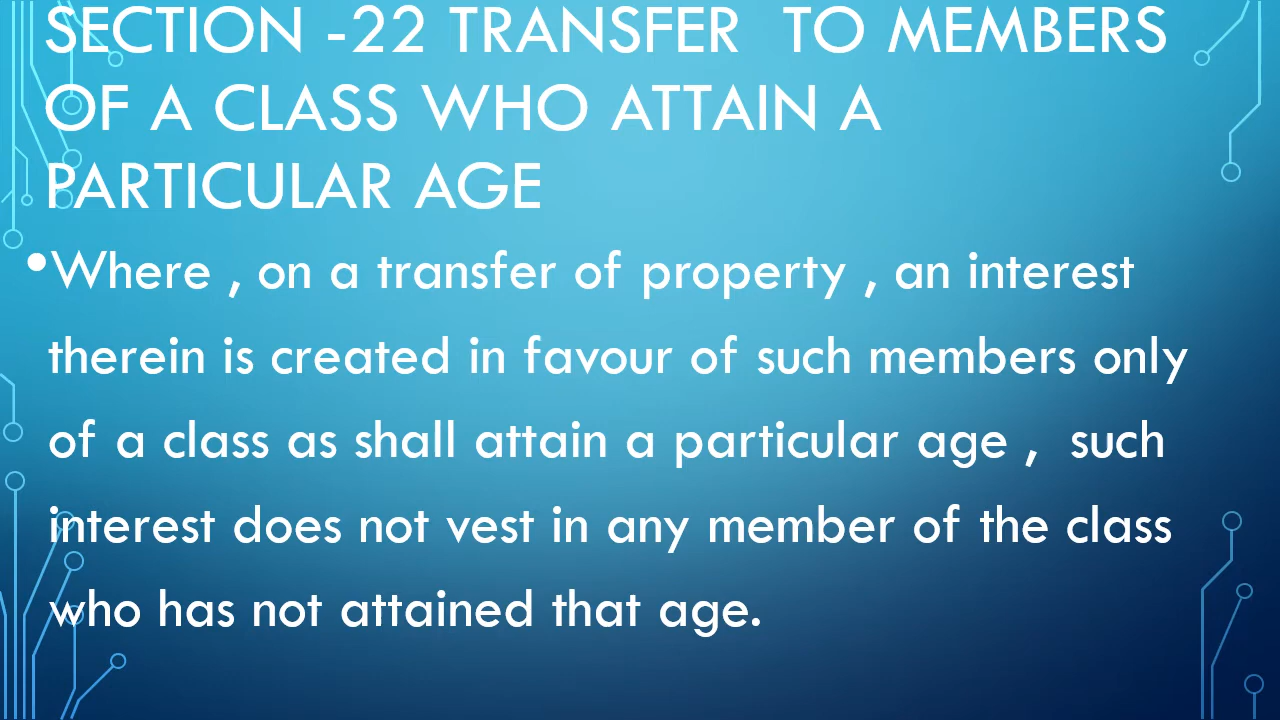 SECTION -22 TRANSFER  TO MEMBERS
OF A CLASS WHO ATTAIN A
PARTICULAR AGE
•Where , on a transfer of property , an interest
therein is created in favour of such members only
of a class as shall attain a particular age ,  such
interest does not vest in any member of the class
who has not attained that age.